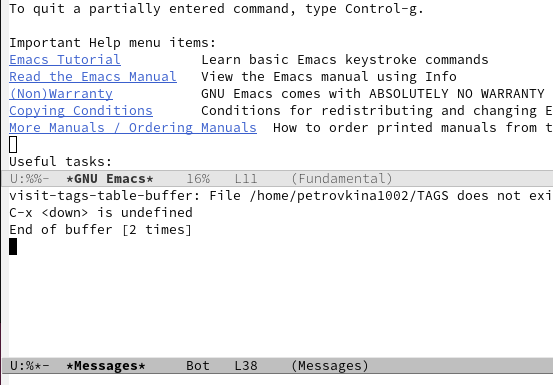 To quit a partially entered command, type Control-g.
Important Help menu items:
Emacs Tutorial Learn basic Emacs keystroke commands
Read the Emacs Manual View the Emacs manual using Info
(Non)Warranty GNU Emacs comes with ABSOLUTELY NO WARRANTY
Copying Conditions Conditions for redistributing and changing E
More Manuals / Ordering Manuals How to order printed manuals from t
Useful tasks:
U:%%- *GNU Emacs* 16% L11 (Fundamental)
visit-tags-table-buffer: File /home/petrovkina1002/TAGS does not exi
C-x <down> is undefined
End of buffer [2 times]
U:%*- *Messages* Bot L38 (Messages)